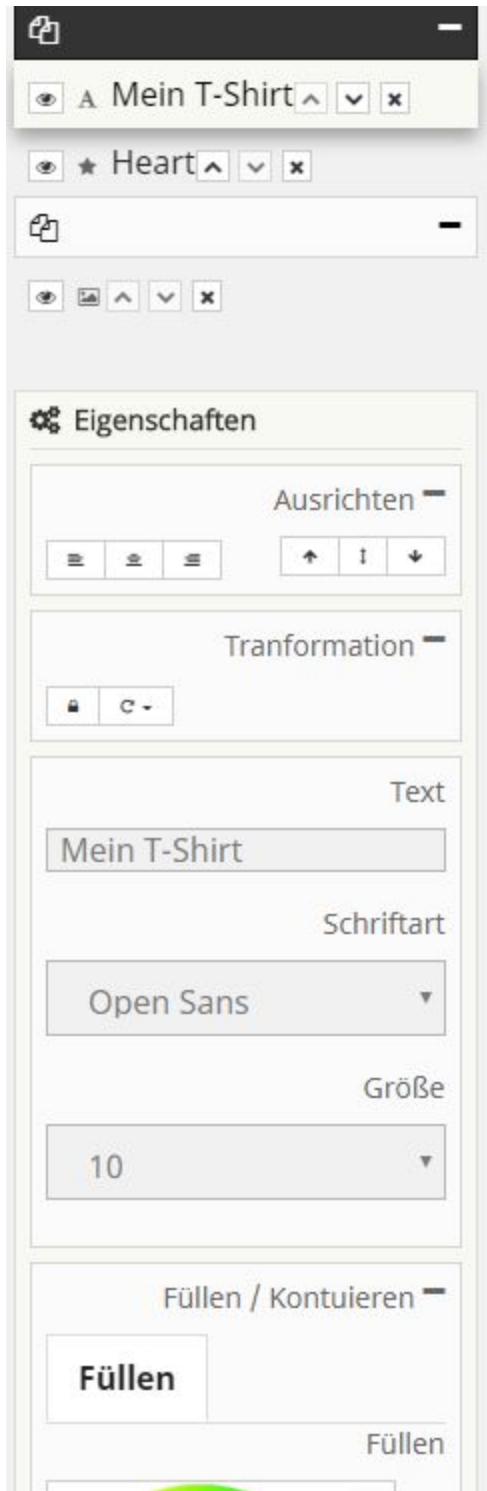 Mein T-Shirt
Heart
Eigenschaften
Ausrichten
Tranformation
Text
Mein T-Shirt
Schriftart
Open Sans
Größe
10
Füllen / Kontuieren
Füllen
Füllen